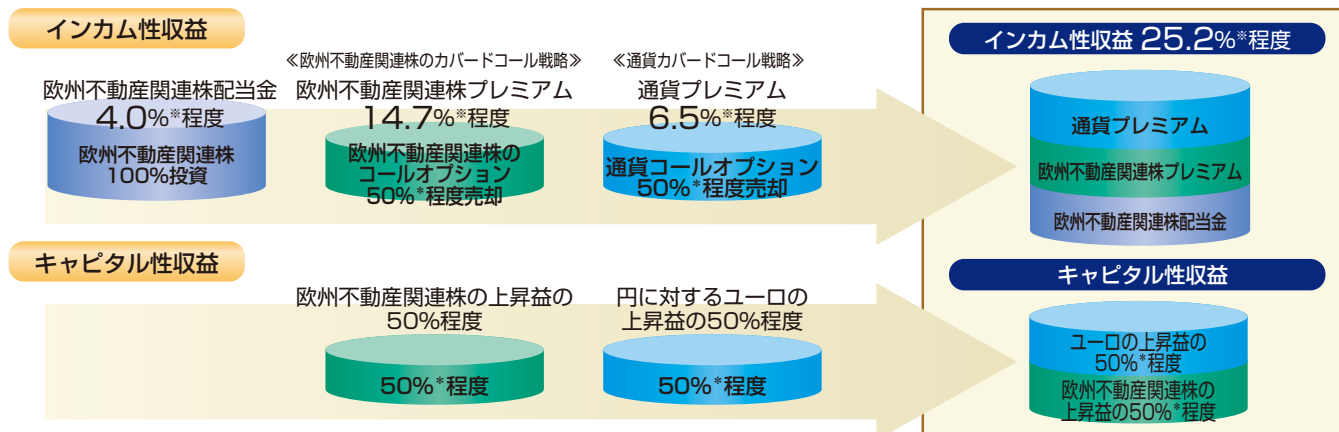 インカム性収益
欧州不動産関連株配当金
4.0%※程度
欧州不動産関連株
100%投資
≪欧州不動産関連株のカバードコール戦略≫
欧州不動産関連株プレミアム
14.7%※程度
欧州不動産関連株の
コールオプション
50%*程度売却
≪通貨カバードコール戦略≫
通貨プレミアム
6.5%※程度
通貨コールオプション
50%*程度売却
インカム性収益 25.2%※程度
通貨プレミアム
欧州不動産関連株プレミアム
欧州不動産関連株配当金
キャピタル性収益
欧州不動産関連株の上昇益の
50%程度
50%*程度
円に対するユーロの
上昇益の50%程度
50%*程度
キャピタル性収益
ユーロの上昇益の
50%*程度
欧州不動産関連株の
上昇益の50%*程度